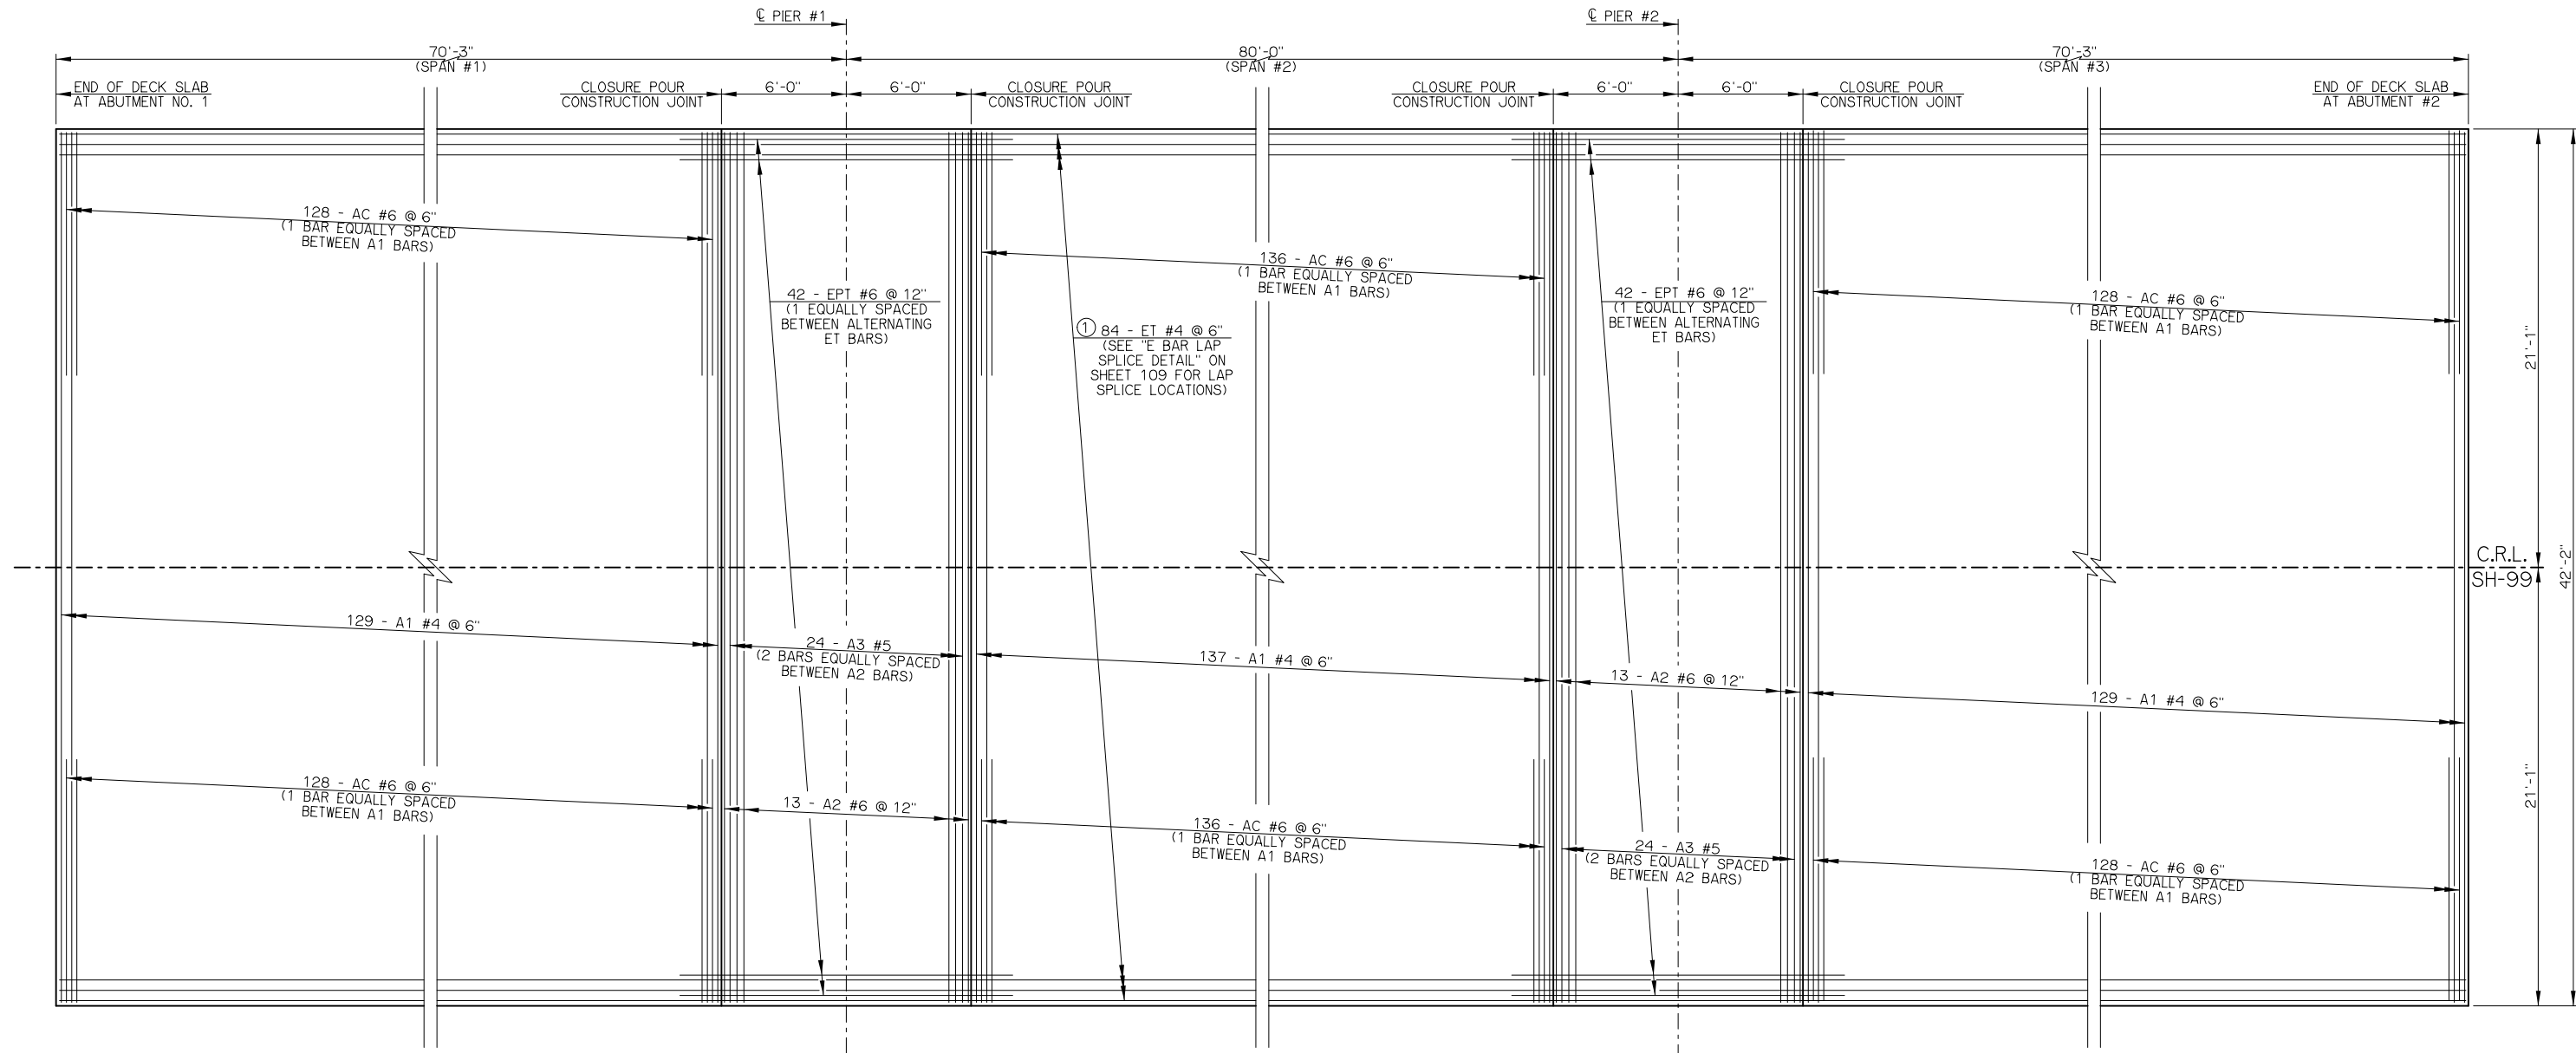 ℄ PIER #1
℄ PIER #2
70'-3"
(SPAN #1)
80'-0"
(SPAN #2)
70'-3"
(SPAN #3)
END OF DECK SLAB
AT ABUTMENT NO. 1
CLOSURE POUR
CONSTRUCTION JOINT
6'-0"
6'-0"
CLOSURE POUR
CONSTRUCTION JOINT
CLOSURE POUR
CONSTRUCTION JOINT
6'-0"
6'-0"
CLOSURE POUR
CONSTRUCTION JOINT
END OF DECK SLAB
AT ABUTMENT #2
128 - AC #6 @ 6"
(1 BAR EQUALLY SPACED
BETWEEN A1 BARS)
42 - EPT #6 @ 12"
(1 EQUALLY SPACED
BETWEEN ALTERNATING
ET BARS)
1 84 - ET #4 @ 6"
(SEE "E BAR LAP
SPLICE DETAIL" ON
SHEET 109 FOR LAP
SPLICE LOCATIONS)
136 - AC #6 @ 6"
(1 BAR EQUALLY SPACED
BETWEEN A1 BARS)
42 - EPT #6 @ 12"
(1 EQUALLY SPACED
BETWEEN ALTERNATING
ET BARS)
128 - AC #6 @ 6"
(1 BAR EQUALLY SPACED
BETWEEN A1 BARS)
21'-1"
C.R.L.
SH-99
42'-2"
129 - A1 #4 @ 6"
24 - A3 #5
(2 BARS EQUALLY SPACED
BETWEEN A2 BARS)
137 - A1 #4 @ 6"
13 - A2 #6 @ 12"
129 - A1 #4 @ 6"
128 - AC #6 @ 6"
(1 BAR EQUALLY SPACED
BETWEEN A1 BARS)
13 - A2 #6 @ 12"
136 - AC #6 @ 6"
(1 BAR EQUALLY SPACED
BETWEEN A1 BARS)
24 - A3 #5
(2 BARS EQUALLY SPACED
BETWEEN A2 BARS)
128 - AC #6 @ 6"
(1 BAR EQUALLY SPACED
BETWEEN A1 BARS)
21'-1"